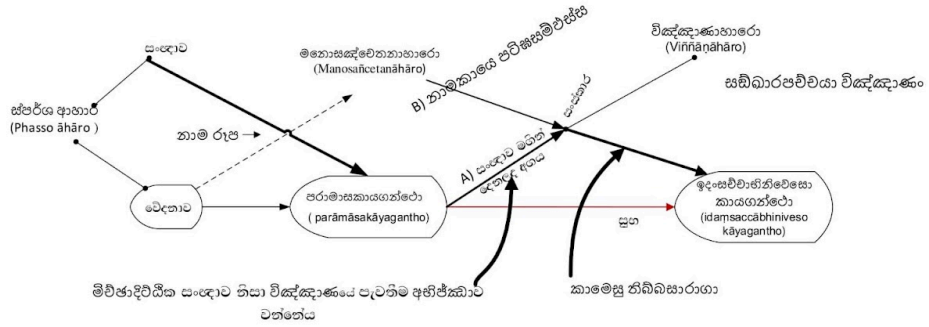 සංඥාව
මනොසඤ්චේතනාහාරො
(Manosañcetanāhāro)
B) නාමකායෙ පටිඝසම්ඵස්ස
විඤ්ඤාණාහාරො
(Viññāṇāhāro)
සඞ්ඛාරපච්චයා විඤ්ඤාණං
ස්පර්ශ ආහාර
(Phasso āhāro )
නාම රූප
සංස්කාර
A) සංඥාව මගින්
දෙනලද අගය
වේදනාව
පරාමාසකායගන්ථො
( parāmāsakāyagantho)
සුභ
ඉදංසච්චාභිනිවේසො
කායගන්ථො
(idaṃsaccābhiniveso
kāyagantho)
මිච්ඡාදිට්ඨික සංඥාව නිසා විඤ්ඤාණයේ පැවතීම අභිජ්ඣාව
වන්නේය
කාමෙසු නිබ්බසාරාගා